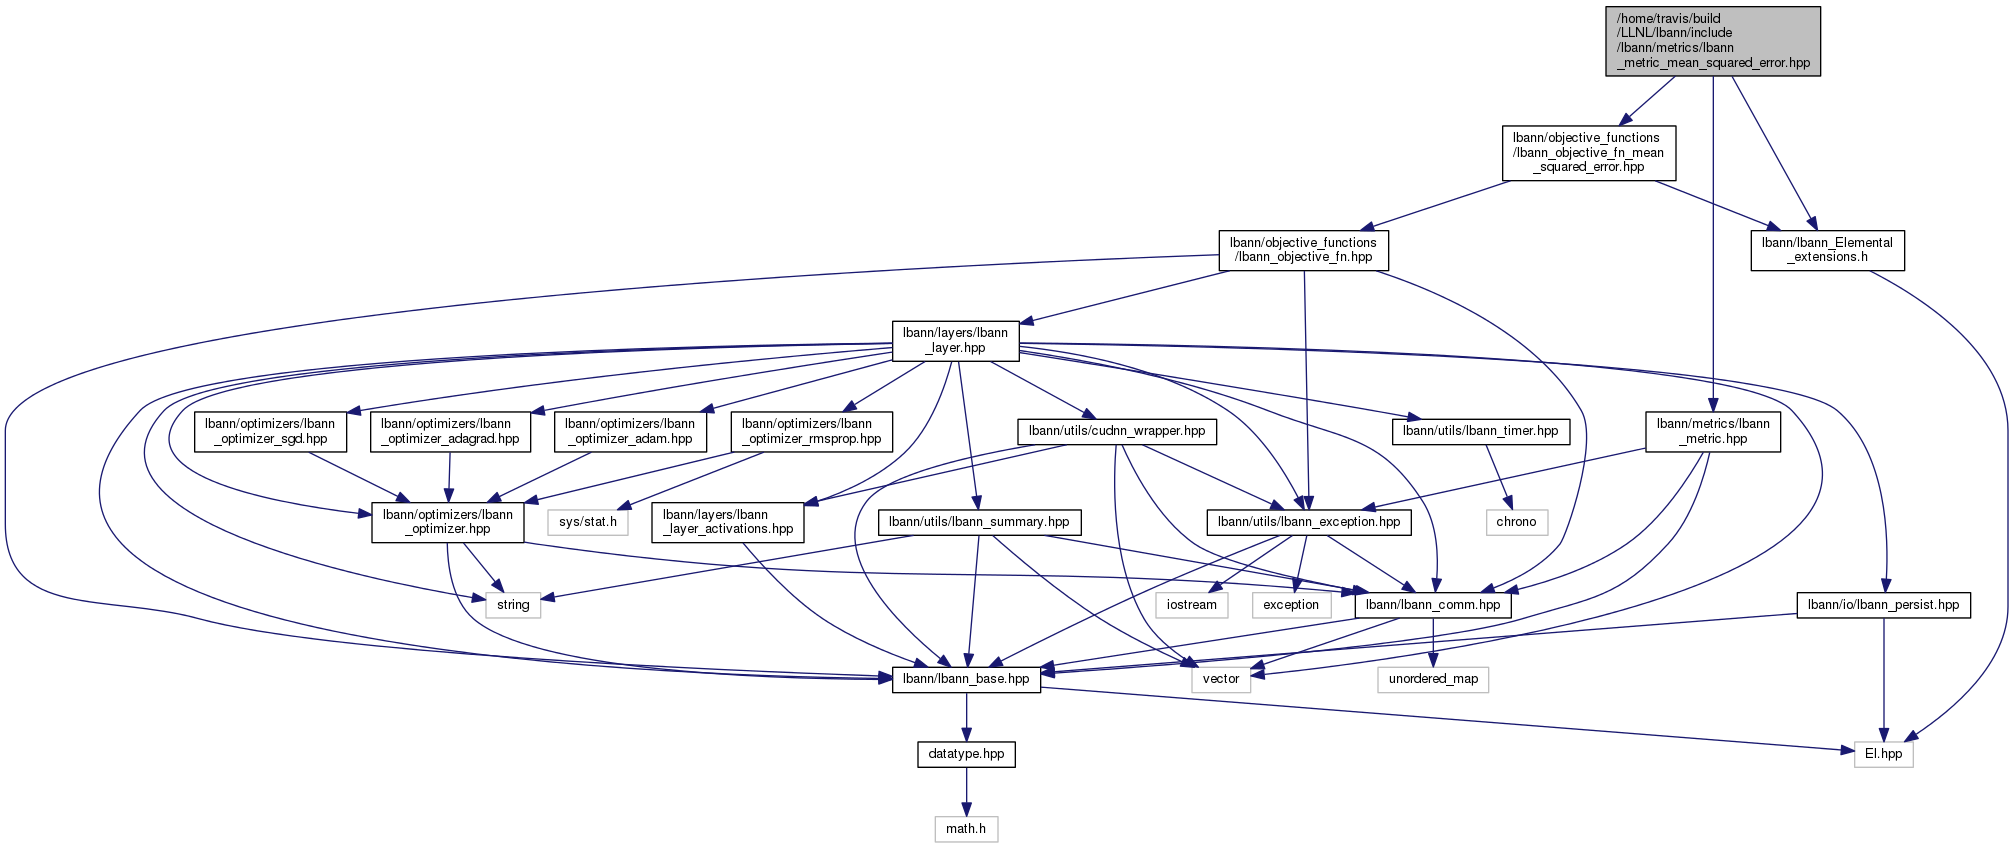 /home/travis/build
/LLNL/lbann/include
/lbann/metrics/lbann
_metric_mean_squared_error.hpp
lbann/objective_functions
/lbann_objective_fn_mean
_squared_error.hpp
lbann/objective_functions
/lbann_objective_fn.hpp
lbann/lbann_Elemental
_extensions.h
lbann/layers/lbann
_layer.hpp
lbann/optimizers/lbann
_optimizer_sgd.hpp
lbann/optimizers/lbann
_optimizer_adagrad.hpp
lbann/optimizers/lbann
_optimizer_adam.hpp
lbann/optimizers/lbann
_optimizer_rmsprop.hpp
lbann/utils/cudnn_wrapper.hpp
lbann/utils/lbann_timer.hpp
lbann/metrics/lbann
_metric.hpp
lbann/optimizers/lbann
_optimizer.hpp
sys/stat.h
lbann/layers/lbann
_layer_activations.hpp
lbann/utils/lbann_summary.hpp
lbann/utils/lbann_exception.hpp
chrono
string
iostream
exception
lbann/lbann_comm.hpp
lbann/io/lbann_persist.hpp
lbann/lbann_base.hpp
vector
unordered_map
datatype.hpp
El.hpp
math.h